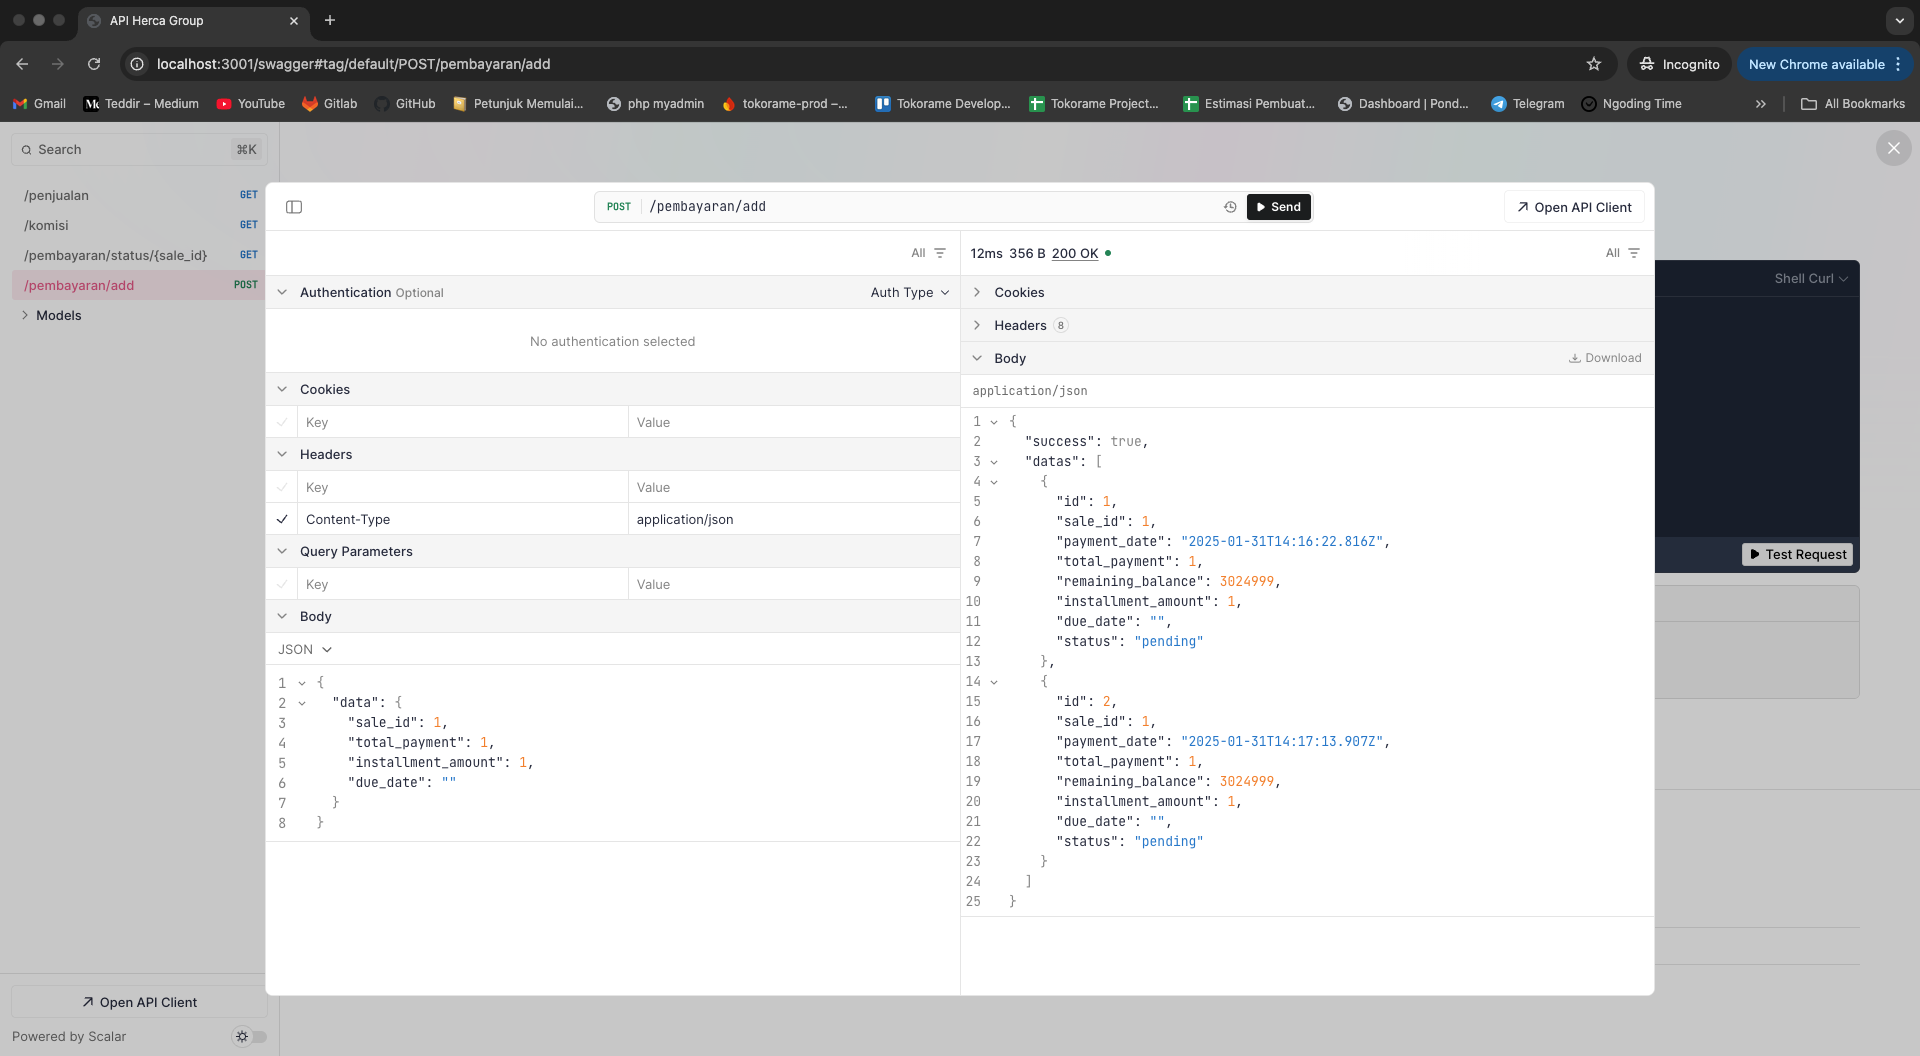 API Herca Group
localhost:3001/swagger#tag/default/POST/pembayaran/add
Incognito
New Chrome available
Gmail
Teddir – Medium
YouTube
Gitlab
GitHub
Petunjuk Memulai...
php myadmin
tokorame-prod –...
Tokorame Develop...
Tokorame Project...
Estimasi Pembuat...
Dashboard | Pond...
Telegram
Ngoding Time
All Bookmarks
Search ⌘K
/penjualan GET
/komisi GET
/pembayaran/status/{sale_id} GET
/pembayaran/add POST
Models
Open API Client
Powered by Scalar
POST /pembayaran/add
Send
Open API Client
All
Authentication Optional Auth Type
No authentication selected
Cookies
Key Value
Headers
Key Value
Content-Type application/json
Query Parameters
Key Value
Body
JSON
1 {
2 "data": {
3 "sale_id": 1,
4 "total_payment": 1,
5 "installment_amount": 1,
6 "due_date": ""
7 }
8 }
12ms 356 B 200 OK
All
Cookies
Headers 8
Body Download
application/json
1 {
2 "success": true,
3 "datas": [
4 {
5 "id": 1,
6 "sale_id": 1,
7 "payment_date": "2025-01-31T14:16:22.816Z",
8 "total_payment": 1,
9 "remaining_balance": 3024999,
10 "installment_amount": 1,
11 "due_date": "",
12 "status": "pending"
13 },
14 {
15 "id": 2,
16 "sale_id": 1,
17 "payment_date": "2025-01-31T14:17:13.907Z",
18 "total_payment": 1,
19 "remaining_balance": 3024999,
20 "installment_amount": 1,
21 "due_date": "",
22 "status": "pending"
23 }
24 ]
25 }
Shell Curl
Test Request